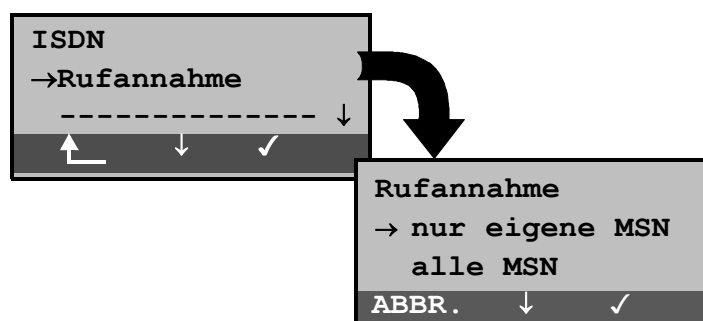 ISDN
→Rufannahme
-------------- ↓
↓ ✓
Rufannahme
→ nur eigene MSN
alle MSN
ABBR. ↓ ✓